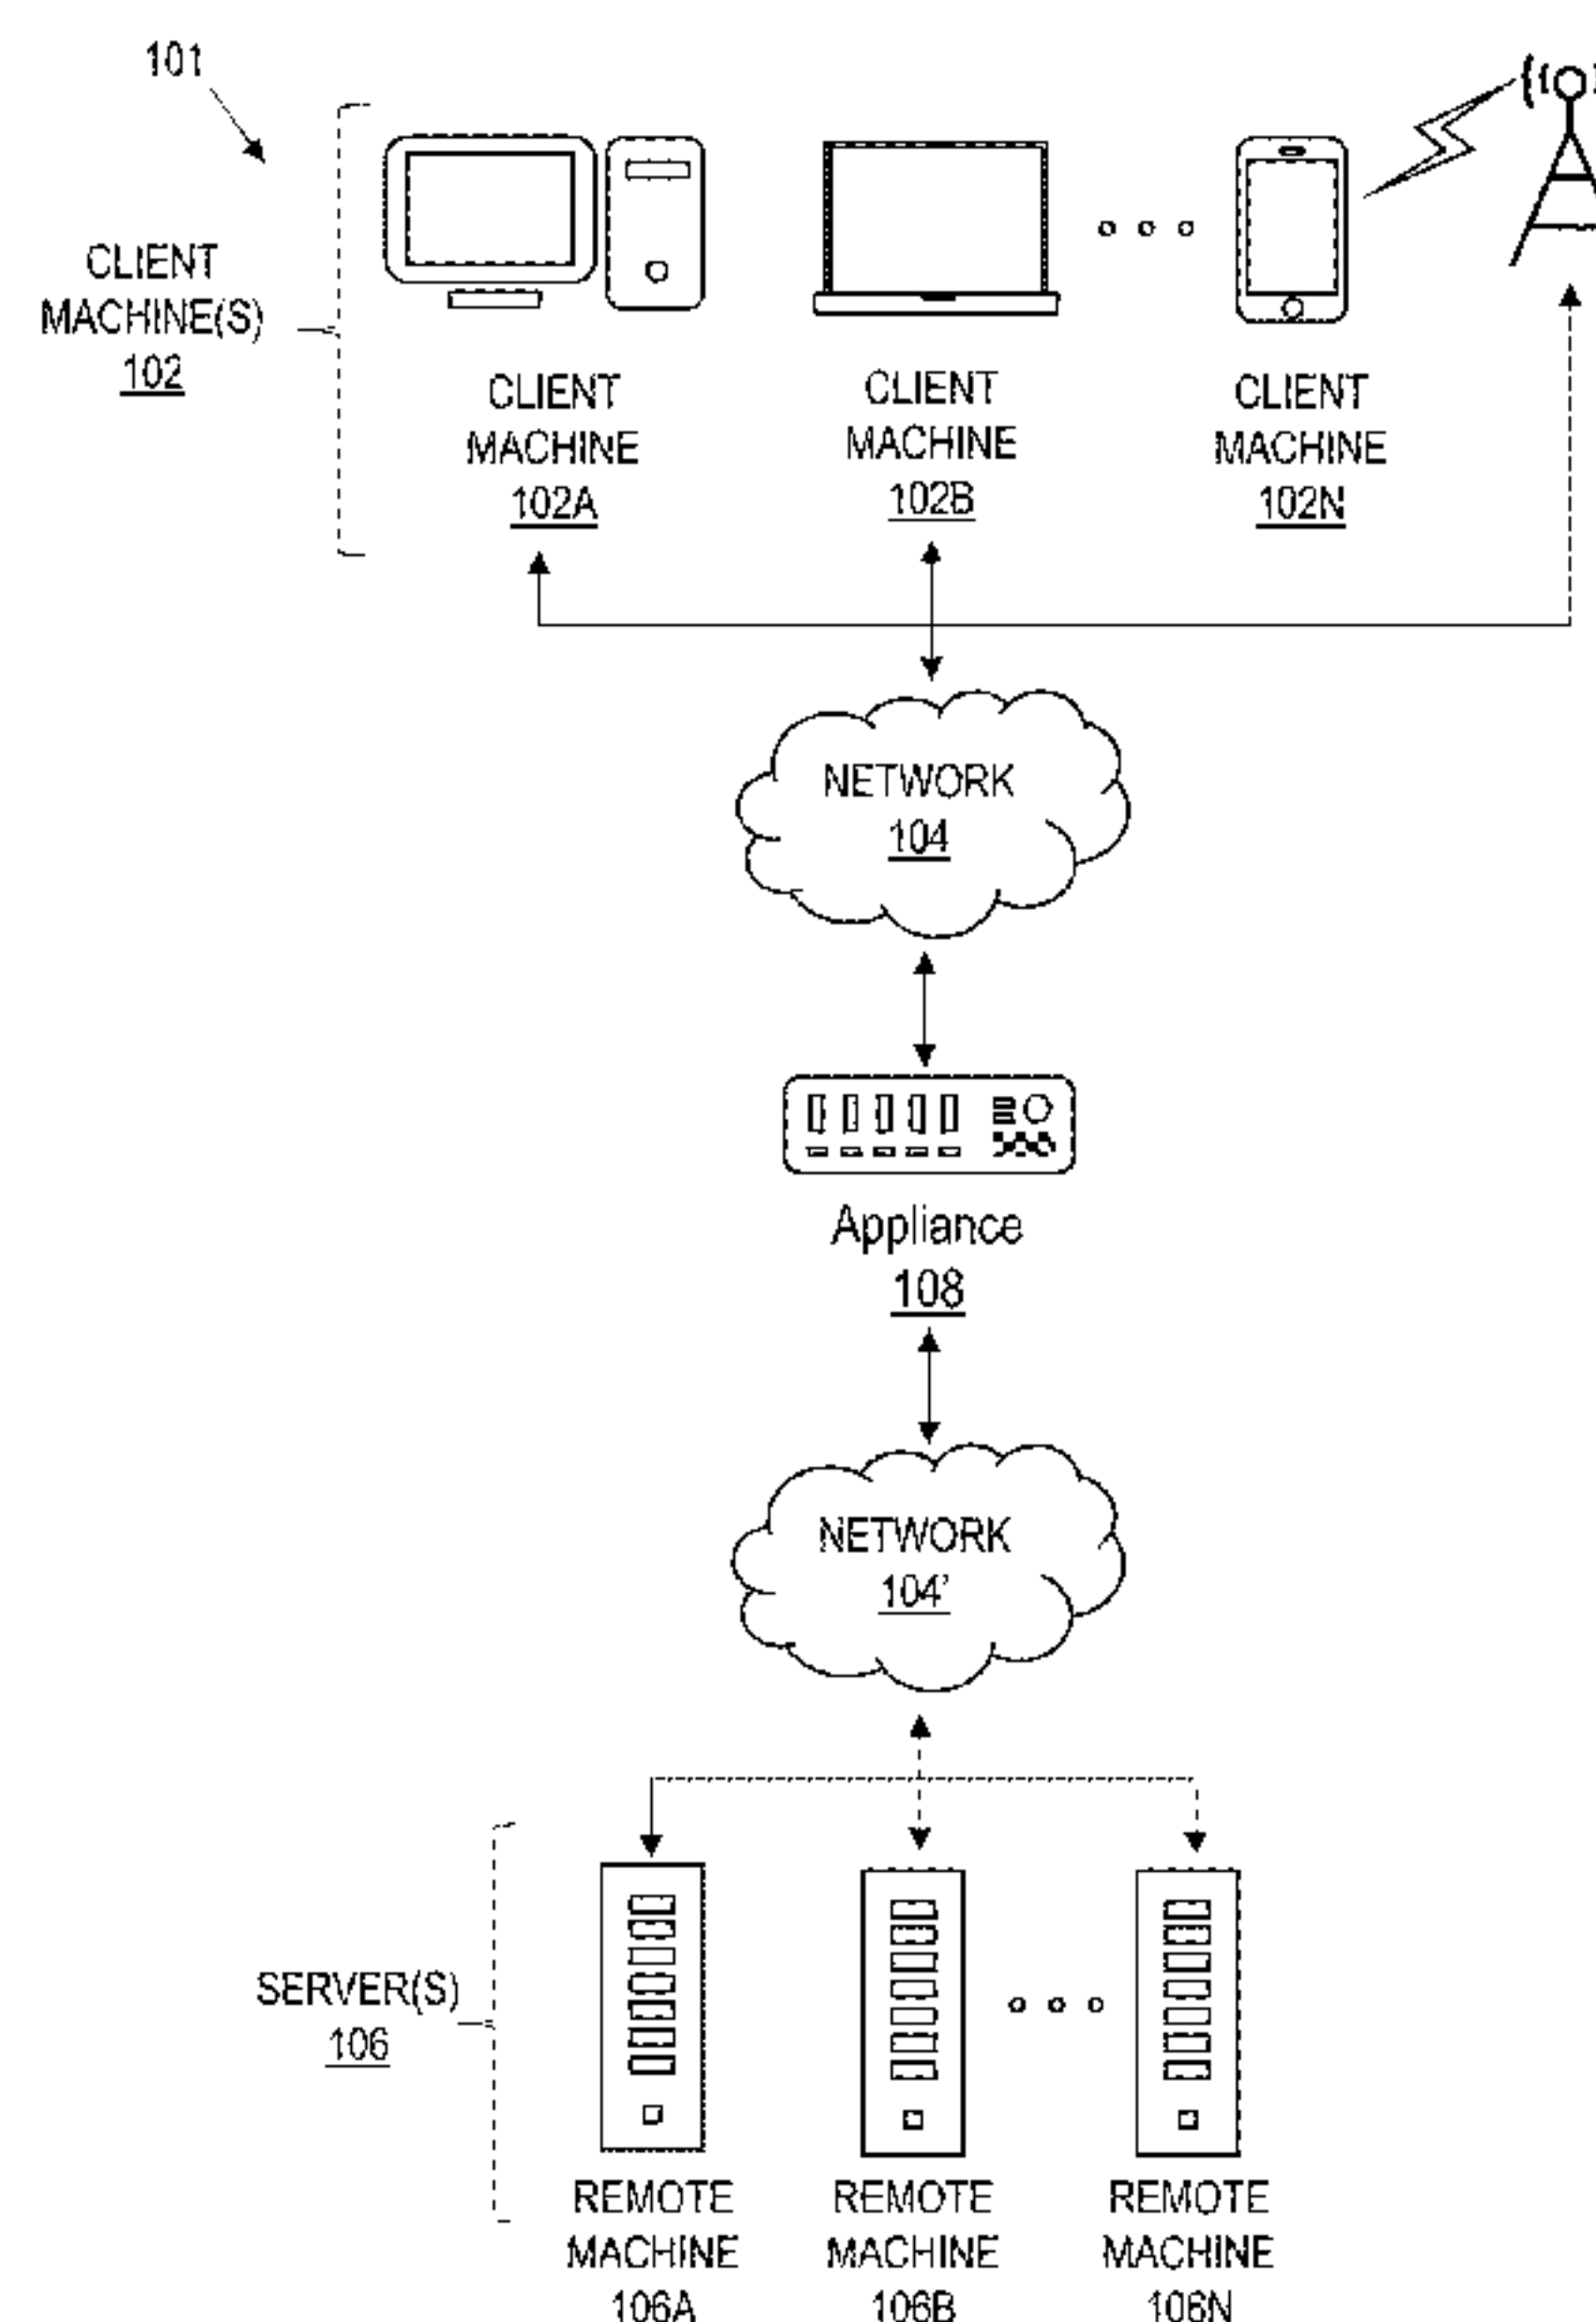 101
CLIENT
MACHINE(S)
102
CLIENT
MACHINE
102A
CLIENT
MACHINE
102B
CLIENT
MACHINE
102N
NETWORK
104
Appliance
108
NETWORK
104'
SERVER(S)
106
REMOTE
MACHINE
106A
REMOTE
MACHINE
106B
REMOTE
MACHINE
106N